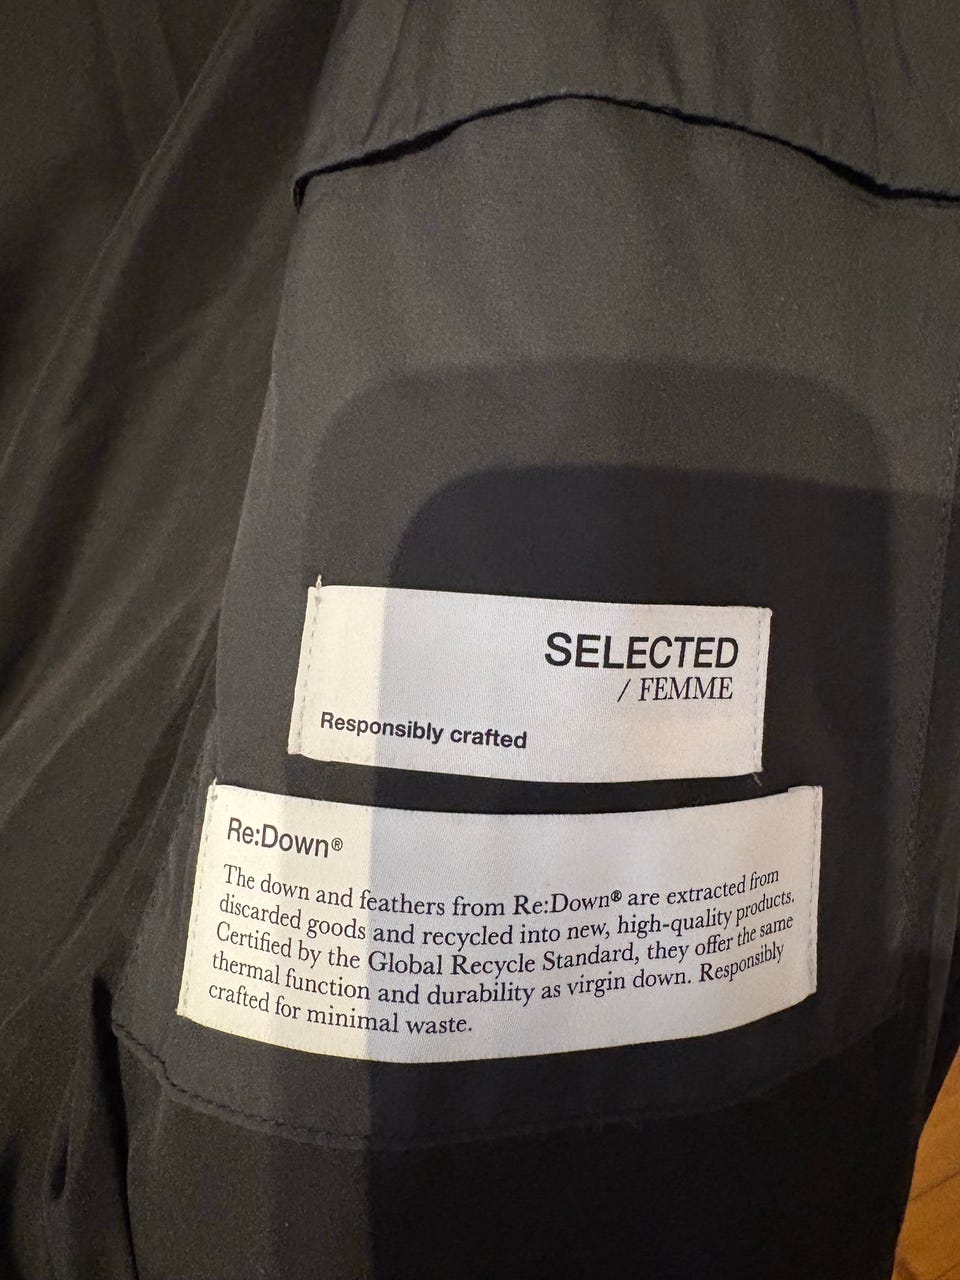 SELECTED
/ FEMME
Responsibly crafted
Re:Down®
The down and feathers from Re:Down® are extracted from
discarded goods and recycled into new, high-quality products.
Certified by the Global Recycle Standard, they offer the same
thermal function and durability as virgin down. Responsibly
crafted for minimal waste.